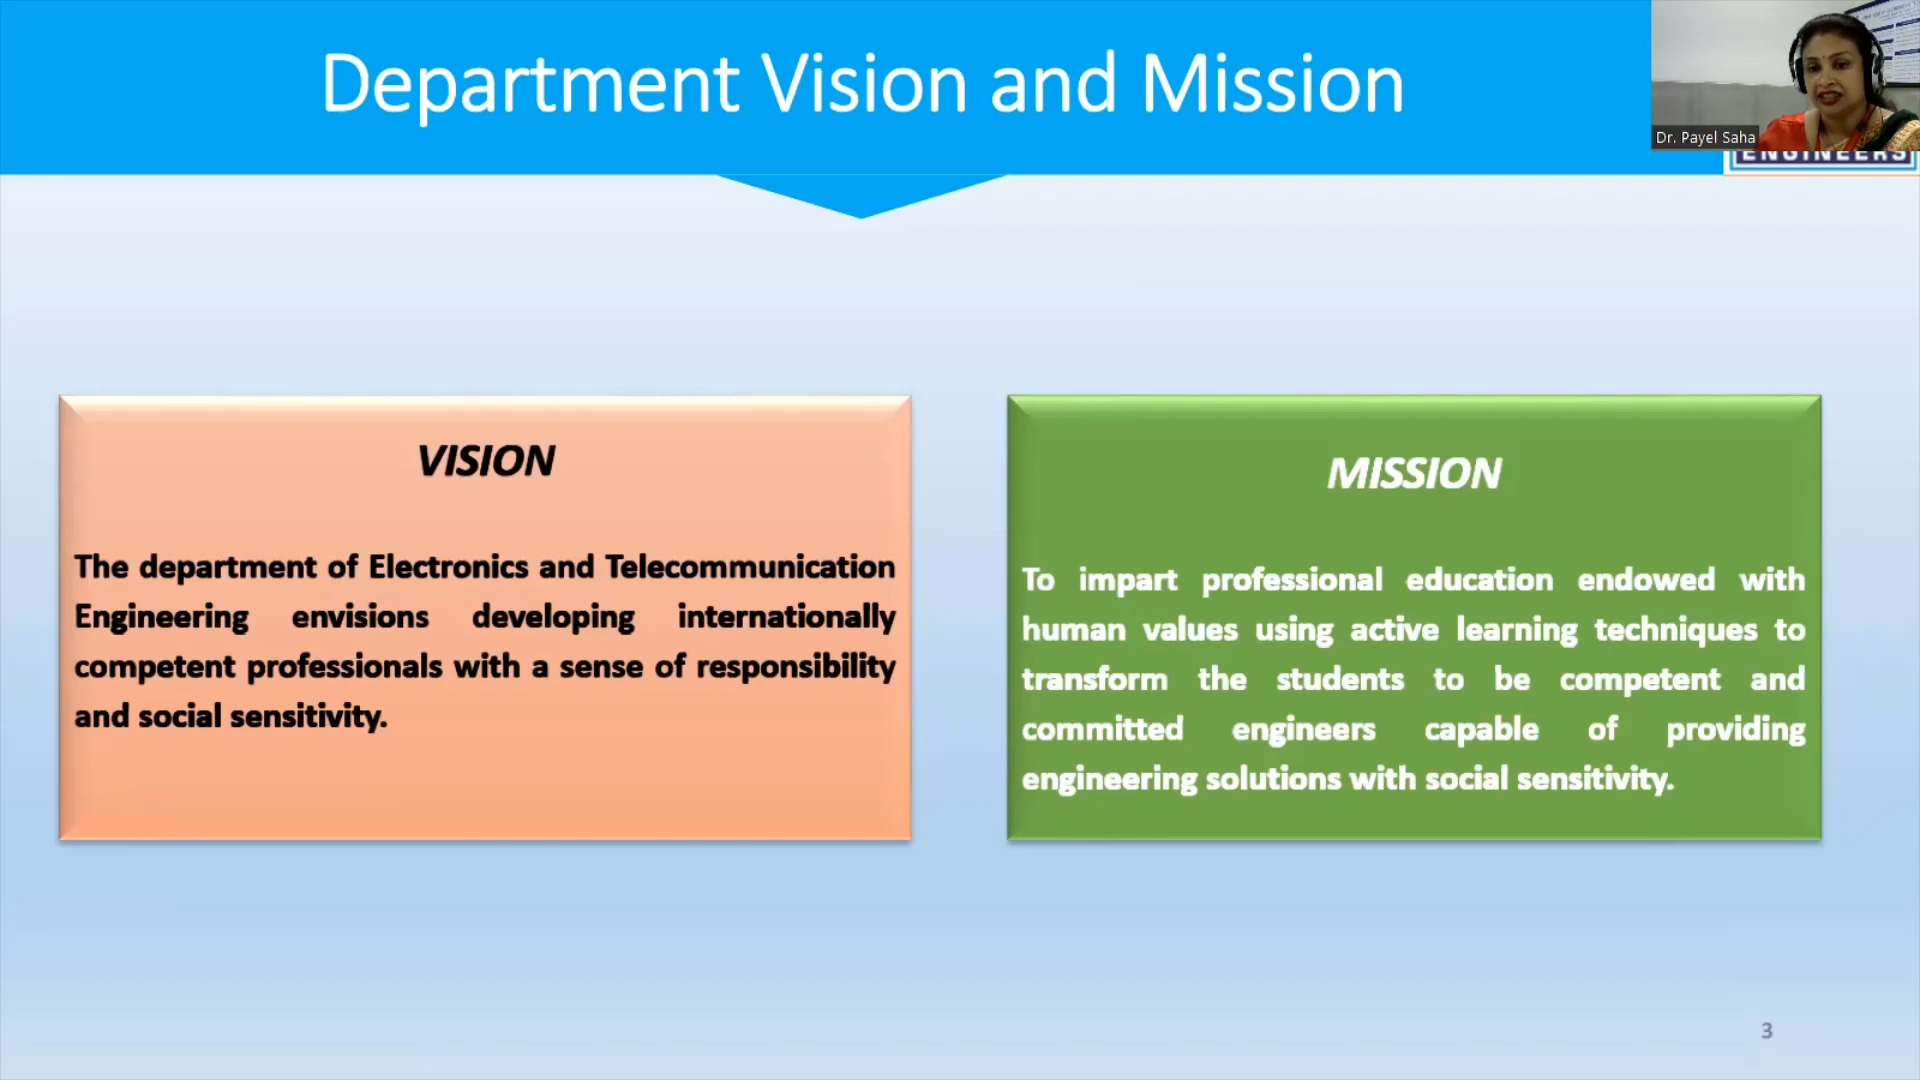 Department Vision and Mission
Dr. Payel Saha
ENGINEERS
VISION
The department of Electronics and Telecommunication
Engineering envisions developing internationally
competent professionals with a sense of responsibility
and social sensitivity.
MISSION
To impart professional education endowed with
human values using active learning techniques to
transform the students to be competent and
committed engineers capable of providing
engineering solutions with social sensitivity.
3